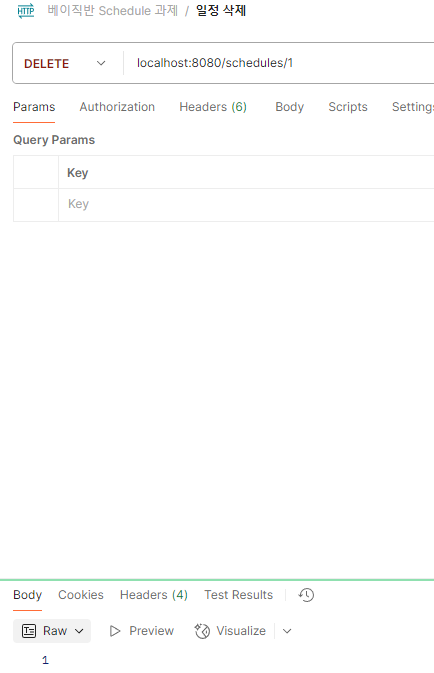 HTTP 베이직반 Schedule 과제 / 일정 삭제
DELETE localhost:8080/schedules/1
Params Authorization Headers (6) Body Scripts Settings
Query Params
Key
Key
Body Cookies Headers (4) Test Results
Raw Preview Visualize
1